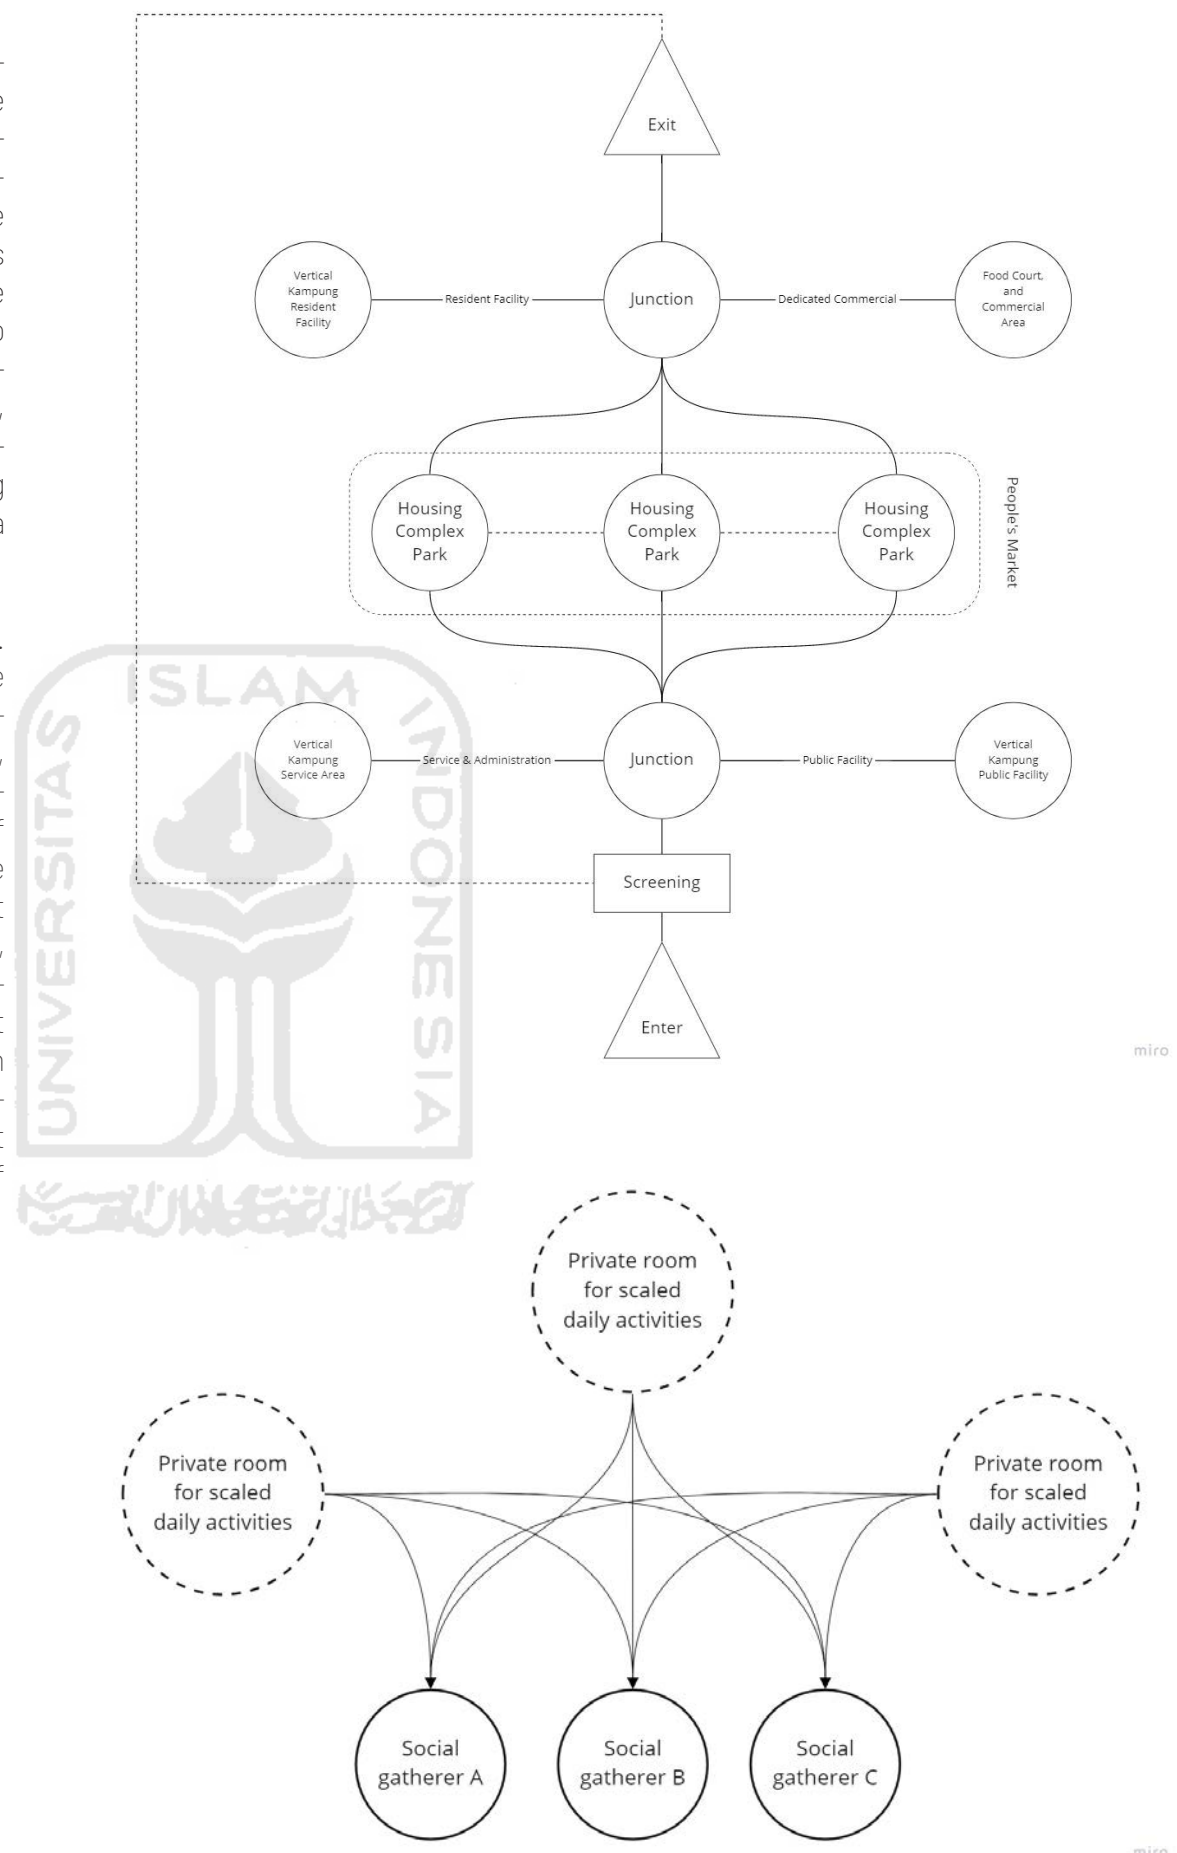 Exit
Vertical
Kampung
Resident
Facility
Resident Facility
Junction
Dedicated Commercial
Food Court,
and
Commercial
Area
Housing
Complex
Park
Housing
Complex
Park
Housing
Complex
Park
People's Market
Vertical
Kampung
Service Area
Service & Administration
Junction
Public Facility
Vertical
Kampung
Public Facility
Screening
Enter
miro
UNIVERSITAS
ISLAM
INDONESIA
Private room
for scaled
daily activities
Private room
for scaled
daily activities
Private room
for scaled
daily activities
Social
gatherer A
Social
gatherer B
Social
gatherer C
miro